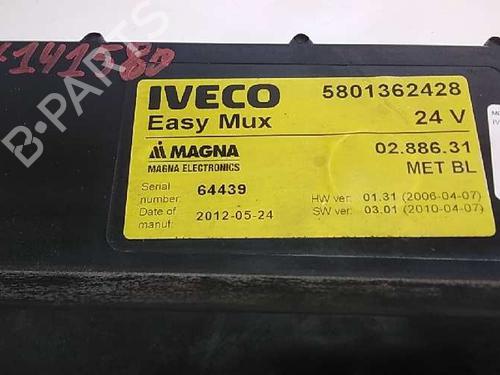 141580
IVECO 5801362428
Easy Mux 24 V
MAGNA 02.886.31
MAGNA ELECTRONICS MET BL
Serial number: 64439 HW ver: 01.31 (2006-04-07)
Date of manuf: 2012-05-24 SW ver: 03.01 (2010-04-07)
B-PARTS